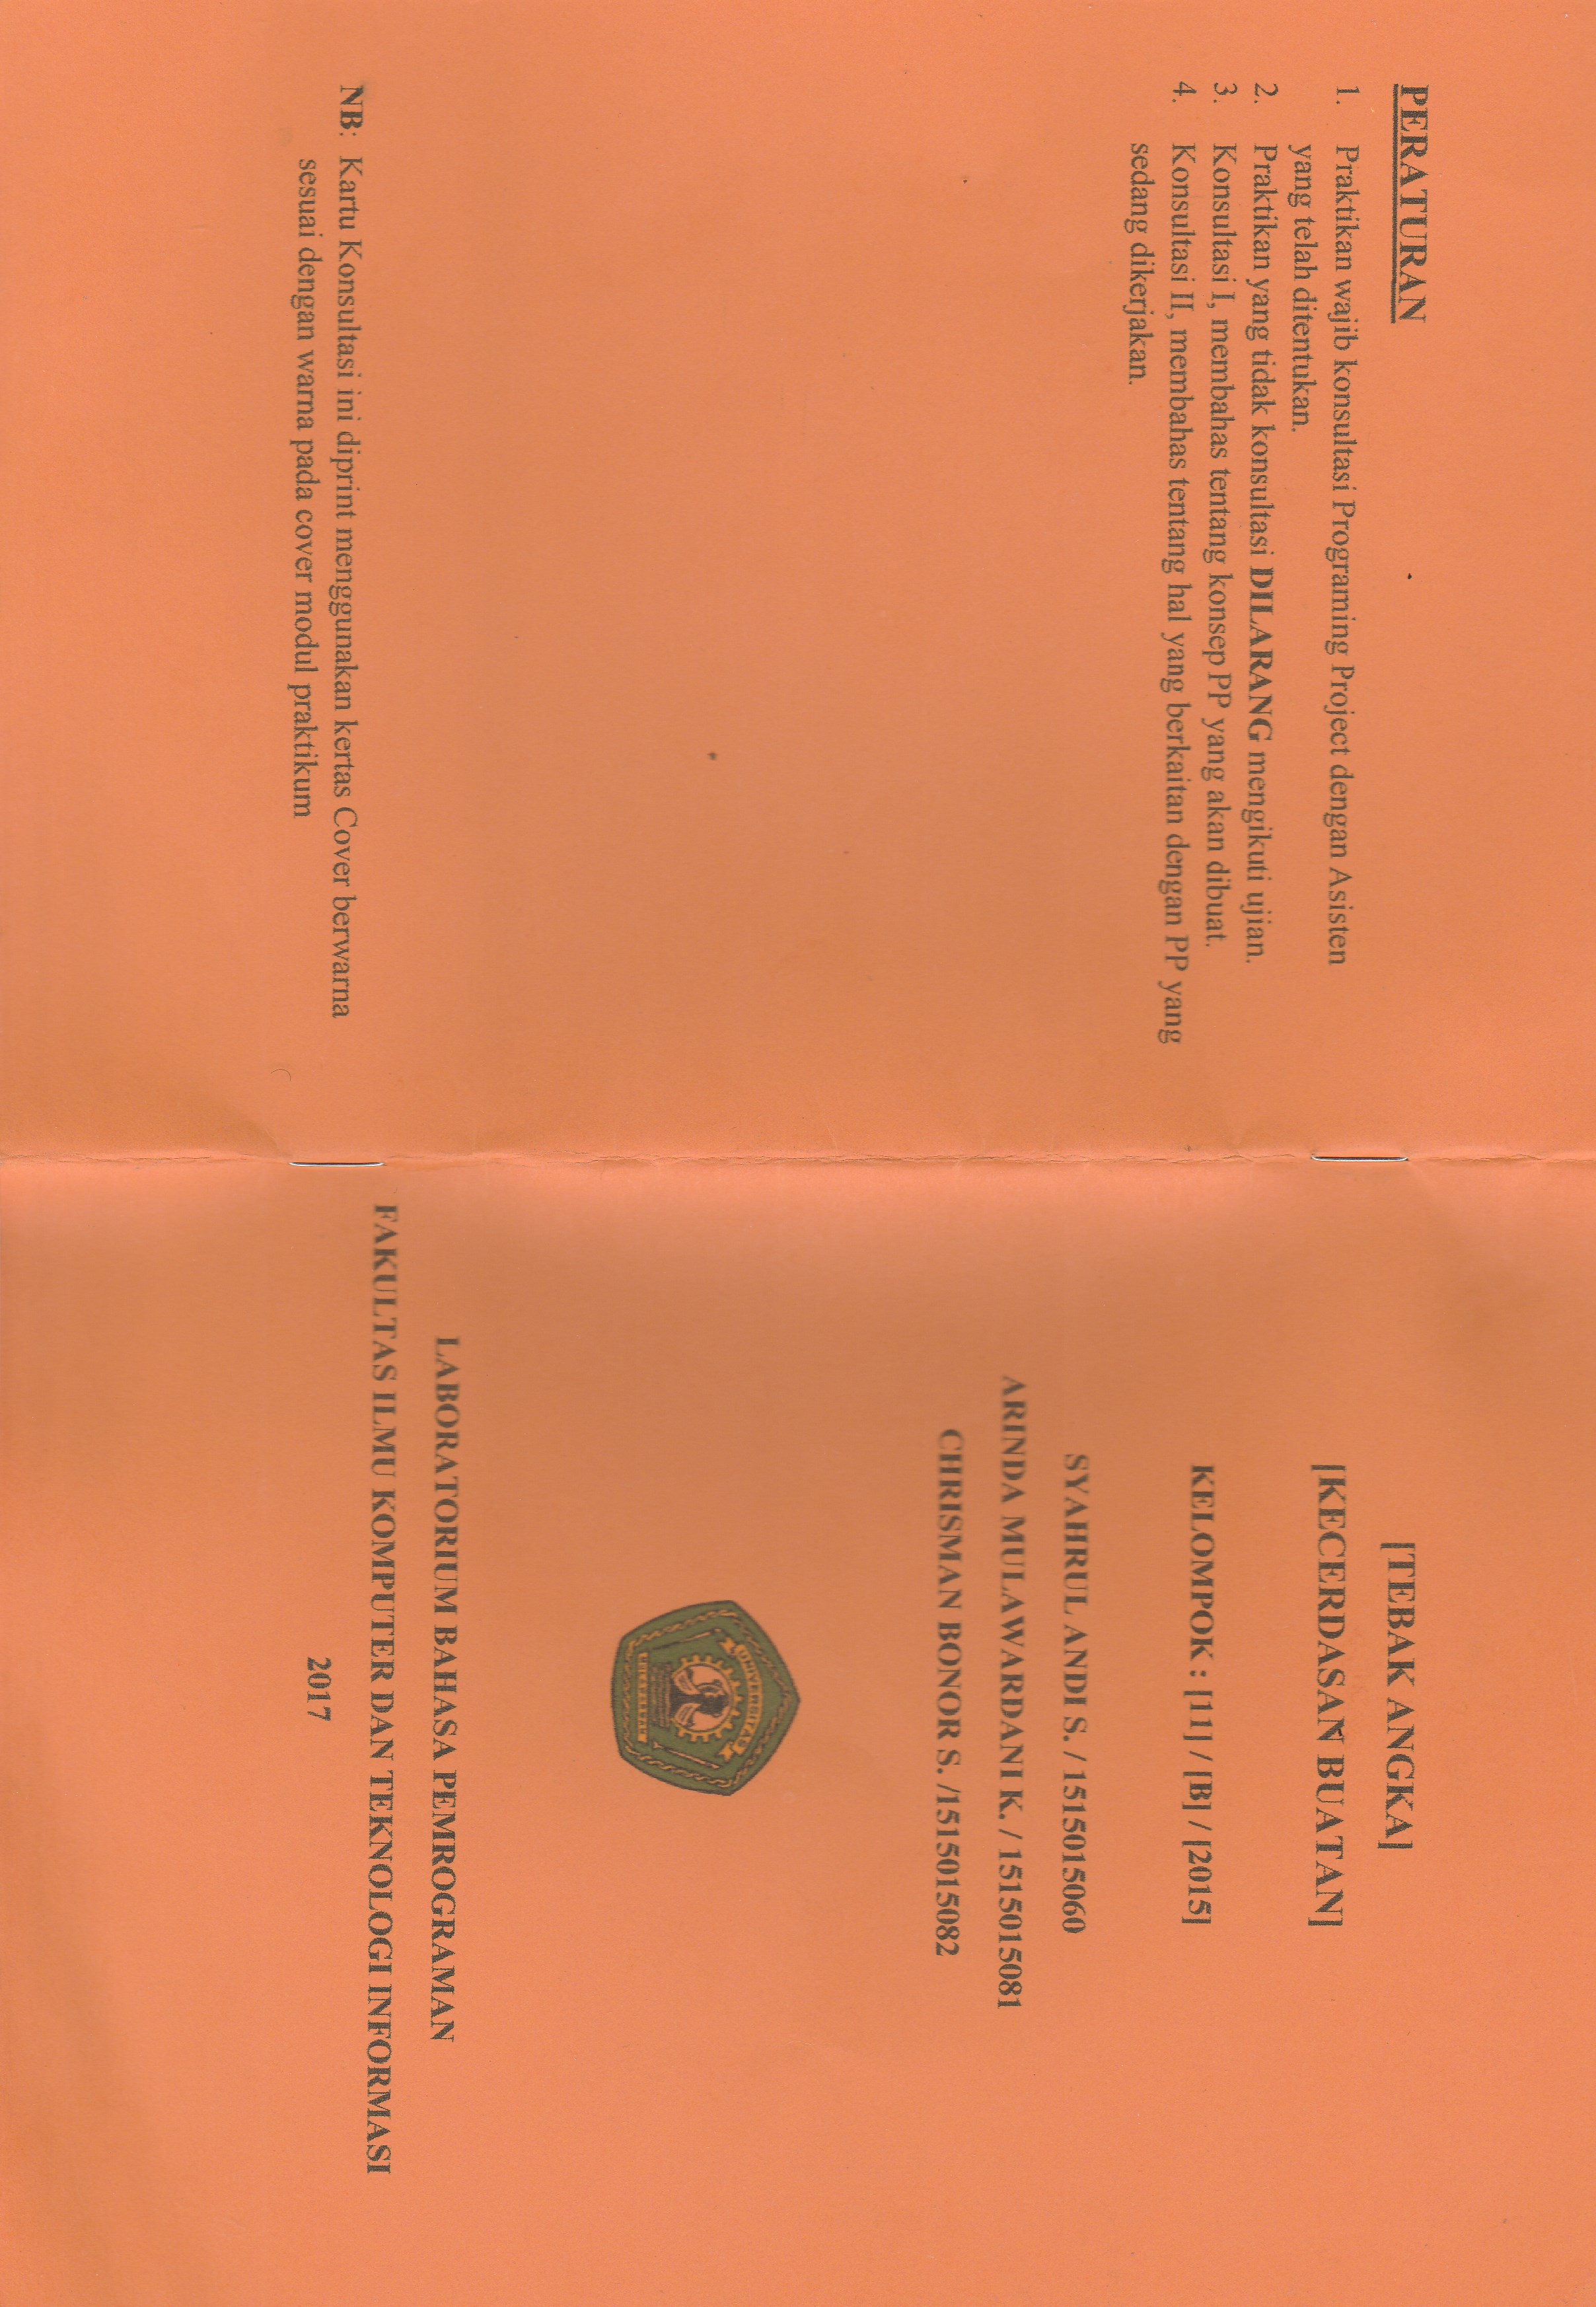 PERATURAN
1. Praktikan wajib konsultasi Programing Project dengan Asisten
yang telah ditentukan.
2. Praktikan yang tidak konsultasi DILARANG mengikuti ujian.
3. Konsultasi I, membahas tentang konsep PP yang akan dibuat.
4. Konsultasi II, membahas tentang hal yang berkaitan dengan PP yang
sedang dikerjakan.
NB: Kartu Konsultasi ini diprint menggunakan kertas Cover berwarna
sesuai dengan warna pada cover modul praktikum
[TEBAK ANGKA]
[KECERDASAN BUATAN]
KELOMPOK : [11] / [B] / [2015]
SYAHRUL ANDI S. / 1515015060
ARINDA MULAWARDANI K. / 1515015081
CHRISMAN BONOR S. /1515015082
UNIVERSITAS
MULAWARMAN
LABORATORIUM BAHASA PEMROGRAMAN
FAKULTAS ILMU KOMPUTER DAN TEKNOLOGI INFORMASI
2017